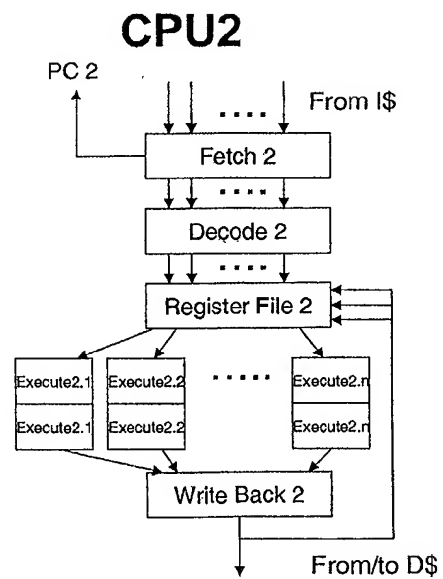 CPU2
PC 2
From I$
Fetch 2
Decode 2
Register File 2
Execute2.1 Execute2.2 Execute2.n
Execute2.1 Execute2.2 Execute2.n
Write Back 2
From/to D$